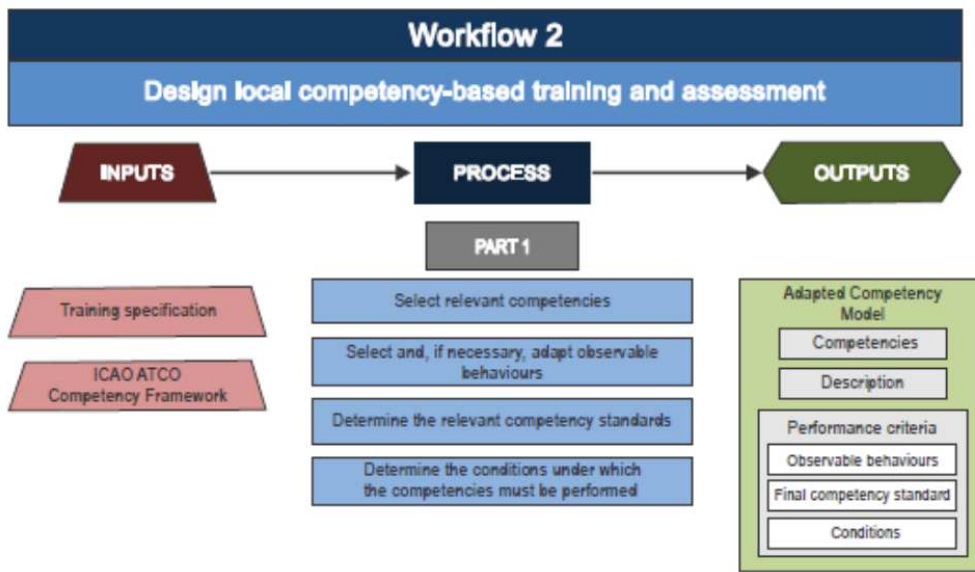 Workflow 2
Design local competency-based training and assessment
INPUTS
PROCESS
OUTPUTS
PART 1
Training specification
ICAO ATCO
Competency Framework
Select relevant competencies
Select and, if necessary, adapt observable
behaviours
Determine the relevant competency standards
Determine the conditions under which
the competencies must be performed
Adapted Competency
Model
Competencies
Description
Performance criteria
Observable behaviours
Final competency standard
Conditions